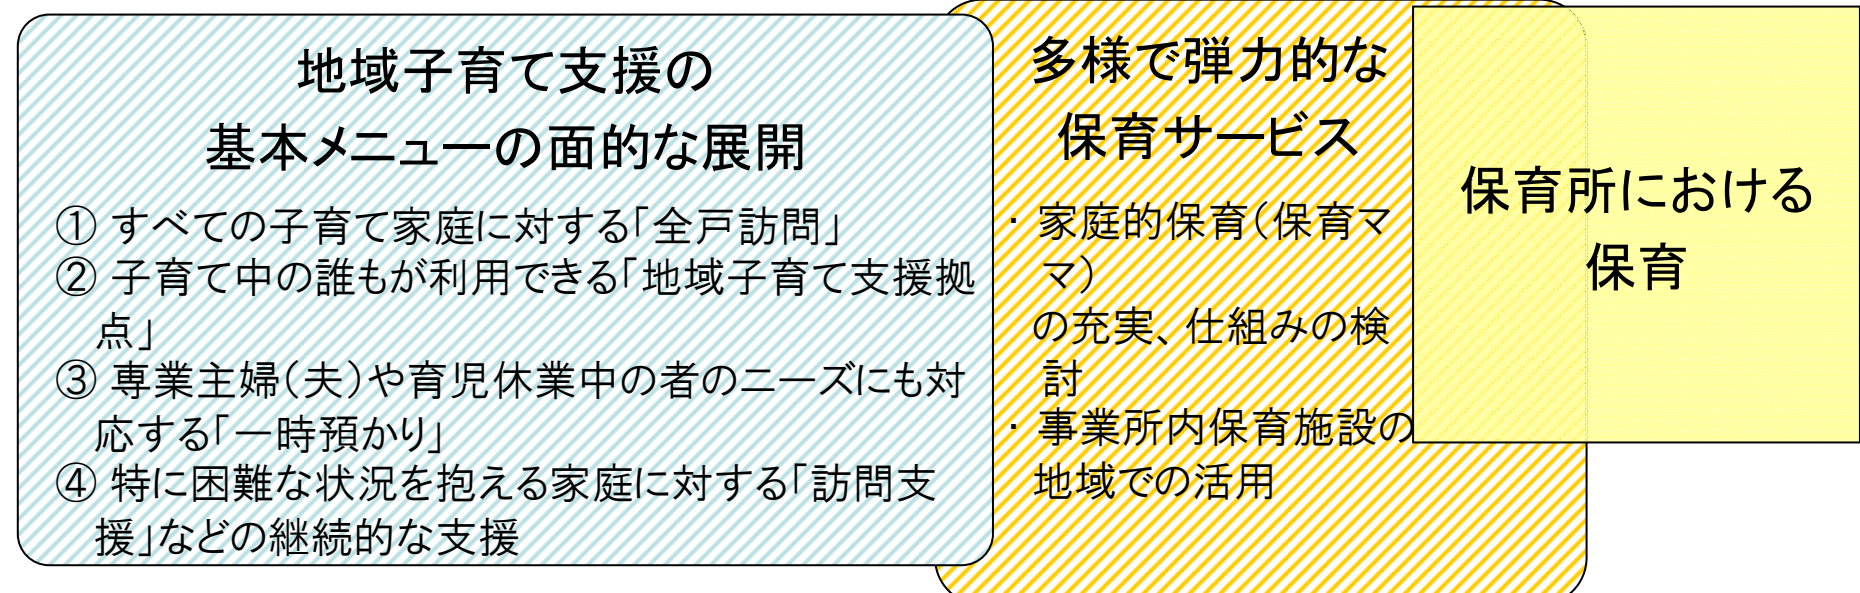 地域子育て支援の
基本メニューの面的な展開
① すべての子育て家庭に対する「全戸訪問」
② 子育て中の誰もが利用できる「地域子育て支援拠
点」
③ 専業主婦（夫）や育児休業中の者のニーズにも対
応する「一時預かり」
④ 特に困難な状況を抱える家庭に対する「訪問支
援」などの継続的な支援
多様で弾力的な
保育サービス
・ 家庭的保育（保育マ
マ）
の充実、仕組みの検
討
・ 事業所内保育施設の
地域での活用
保育所における
保育